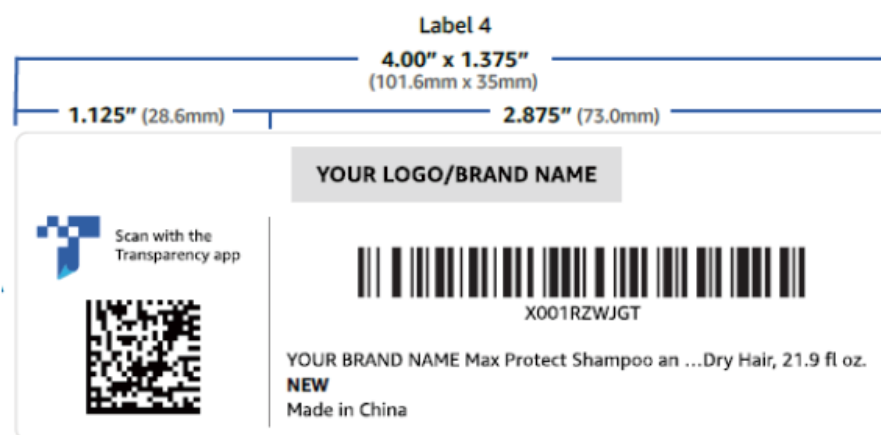 Label 4
4.00” x 1.375”
(101.6mm x 35mm)
1.125” (28.6mm)
2.875” (73.0mm)
YOUR LOGO/BRAND NAME
Scan with the
Transparency app
X001RZWJGT
YOUR BRAND NAME Max Protect Shampoo an ...Dry Hair, 21.9 fl oz.
NEW
Made in China